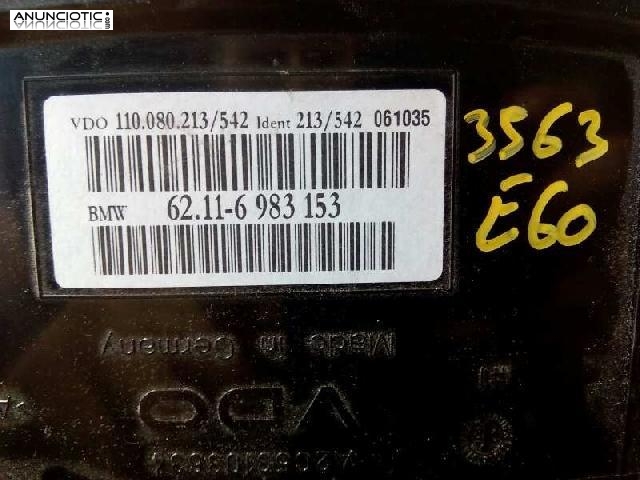 ANUNCIOTIC
.com
VDO 110.080.213/542 Ident 213/542 061035
BMW 62.11-6 983 153
3563
E60
Made in Germany
VDO